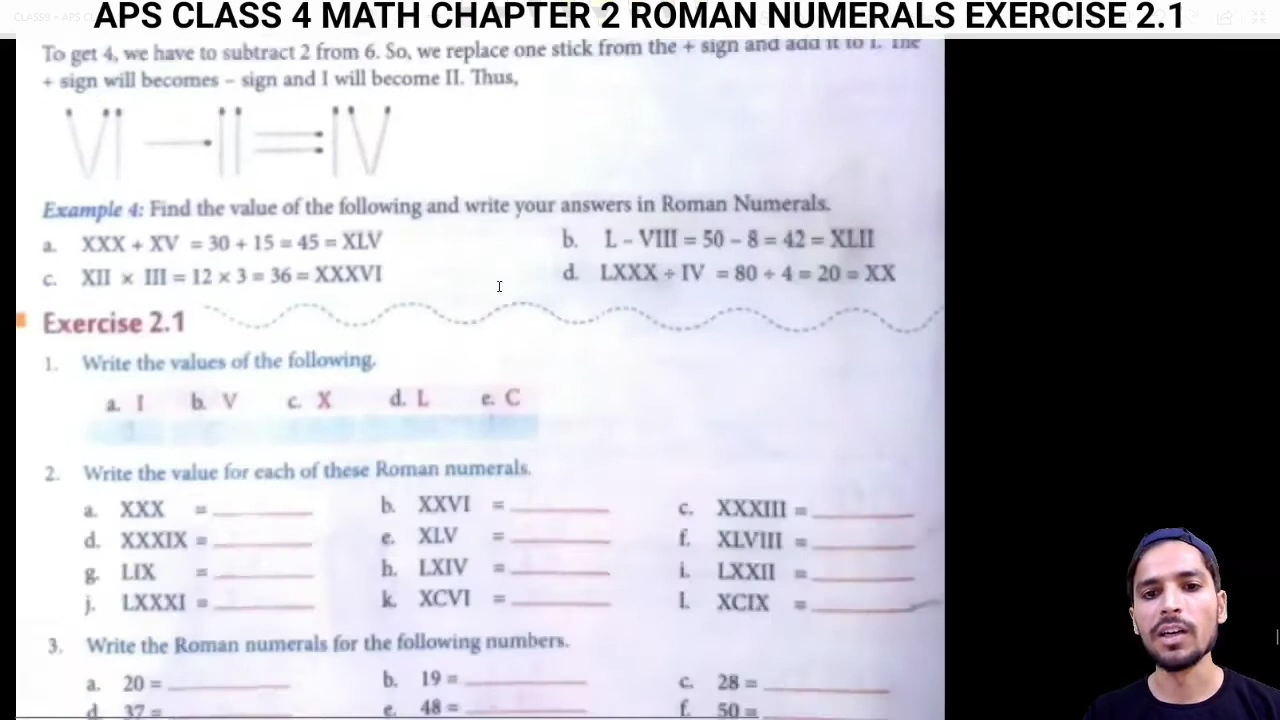 APS CLASS 4 MATH CHAPTER 2 ROMAN NUMERALS EXERCISE 2.1
To get 4, we have to subtract 2 from 6. So, we replace one stick from the + sign and add it to I. The
+ sign will becomes – sign and I will become II. Thus,
VI — II = IV
Example 4: Find the value of the following and write your answers in Roman Numerals.
a. XXX + XV = 30 + 15 = 45 = XLV b. L – VIII = 50 – 8 = 42 = XLII
c. XII × III = 12 × 3 = 36 = XXXVI d. LXXX ÷ IV = 80 ÷ 4 = 20 = XX
Exercise 2.1
1. Write the values of the following.
a. I b. V c. X d. L e. C
2. Write the value for each of these Roman numerals.
a. XXX = b. XXVI = c. XXXIII =
d. XXXIX = e. XLV = f. XLVIII =
g. LIX = h. LXIV = i. LXXII =
j. LXXXI = k. XCVI = l. XCIX =
3. Write the Roman numerals for the following numbers.
a. 20 = b. 19 = c. 28 =
d. 37 = e. 48 = f. 50 =